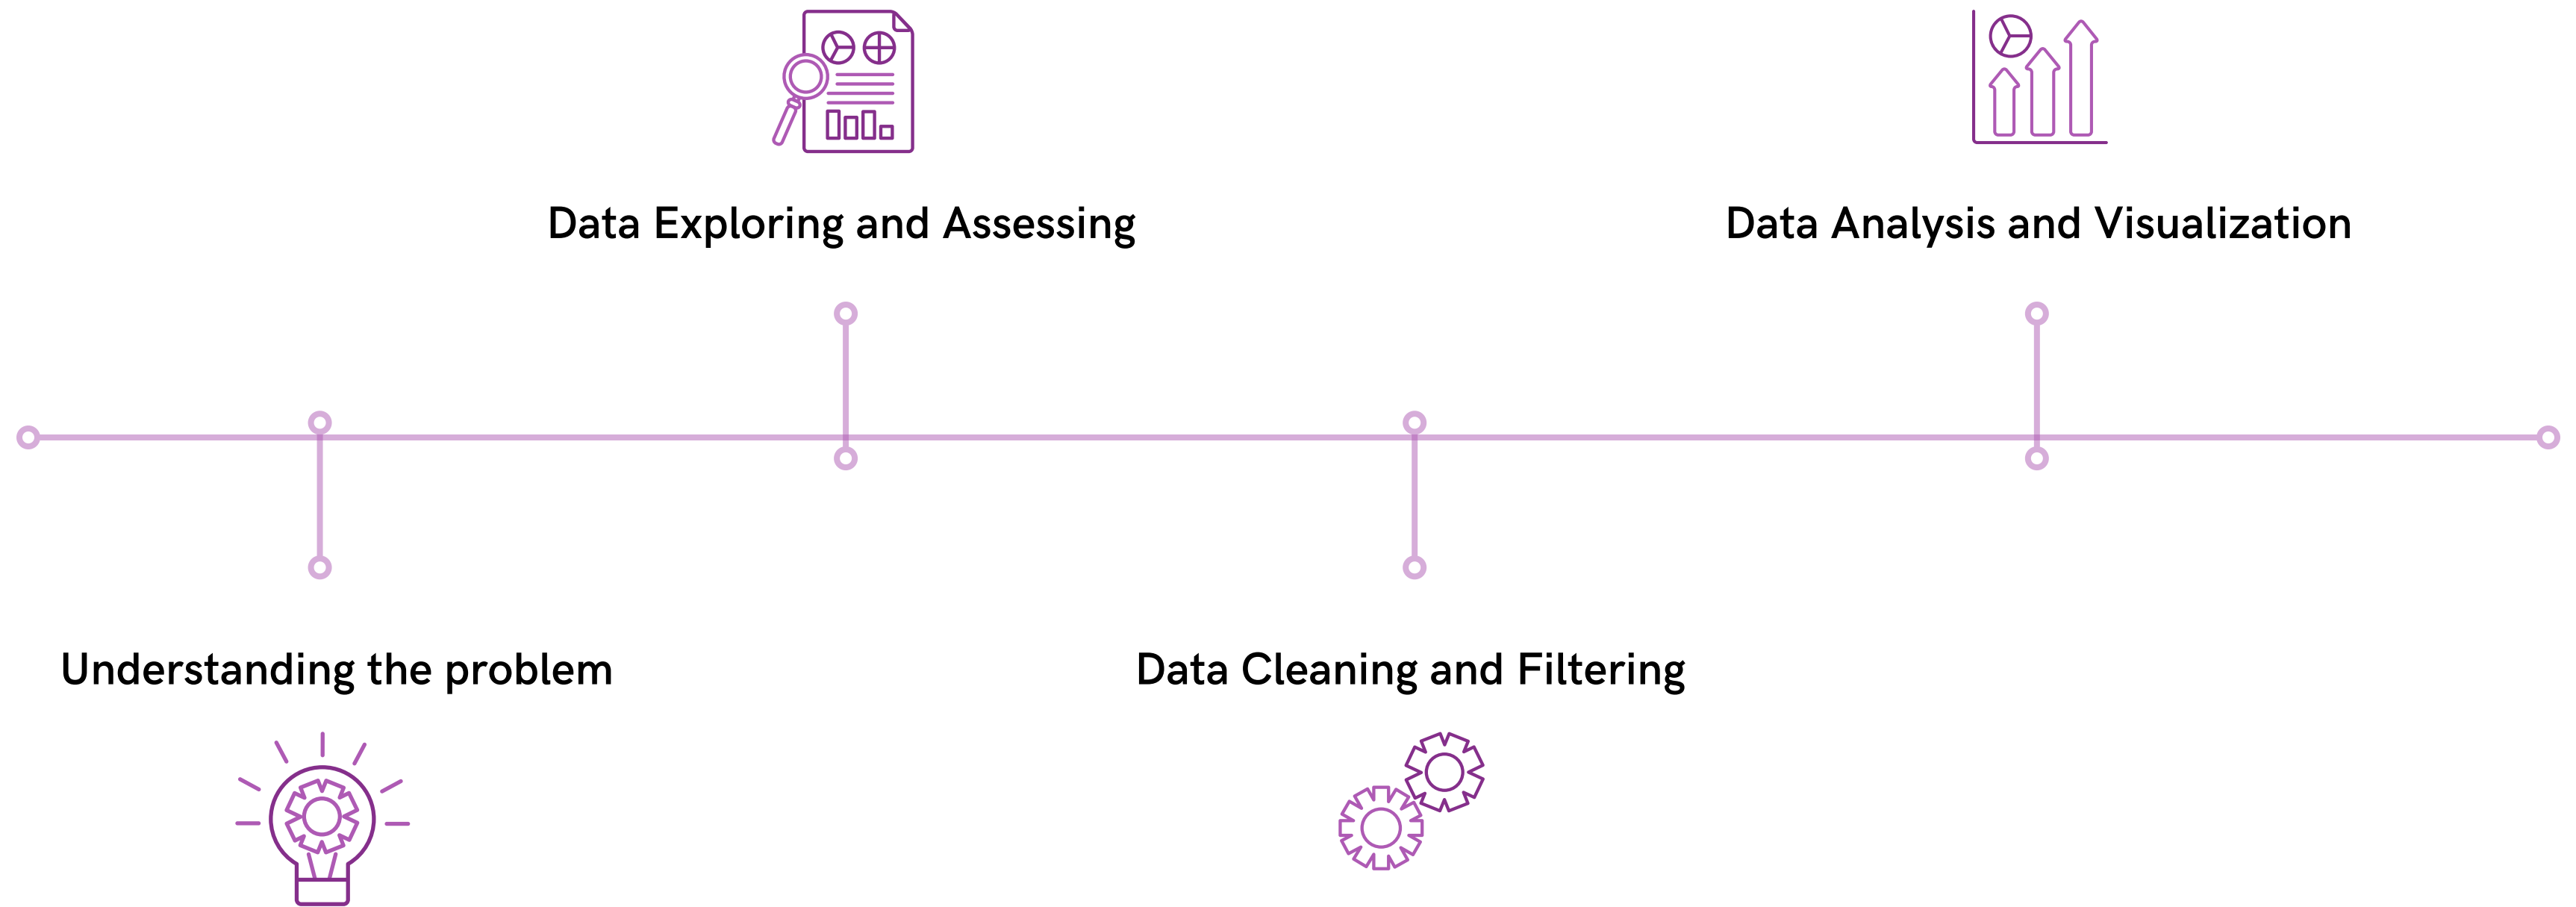 Data Exploring and Assessing
Data Analysis and Visualization
Understanding the problem
Data Cleaning and Filtering